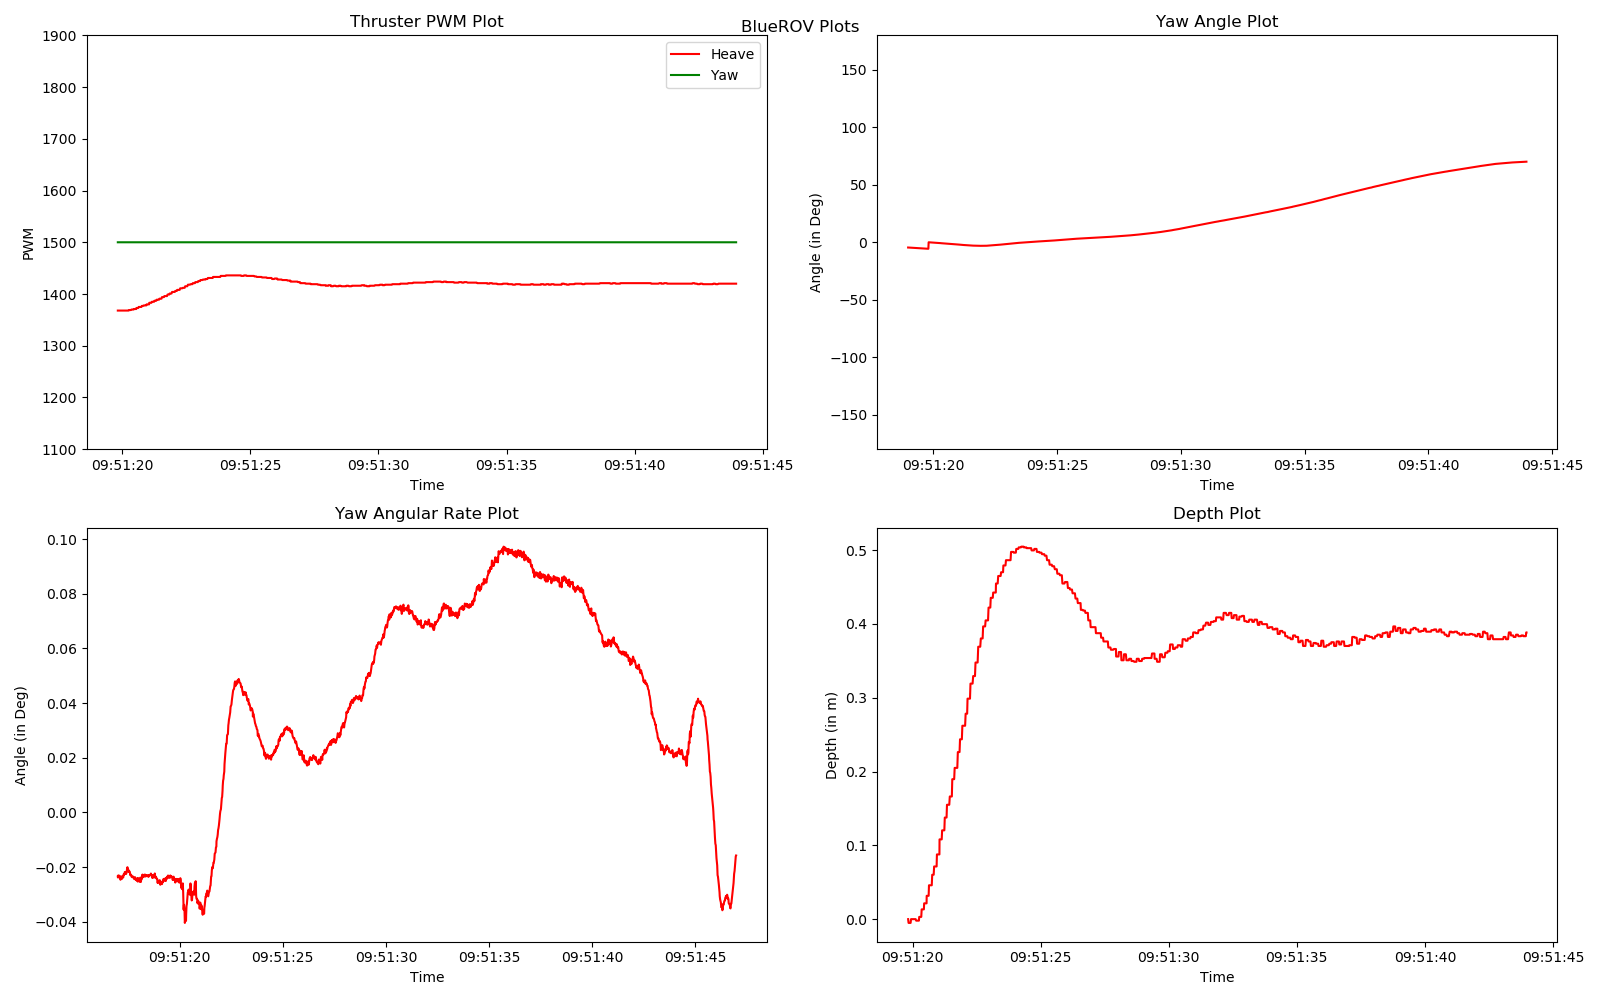 BlueROV Plots
Thruster PWM Plot
1900
1800
1700
1600
1500
1400
1300
1200
1100
PWM
Heave
Yaw
09:51:20 09:51:25 09:51:30 09:51:35 09:51:40 09:51:45
Time
Yaw Angle Plot
150
100
50
0
−50
−100
−150
Angle (in Deg)
09:51:20 09:51:25 09:51:30 09:51:35 09:51:40 09:51:45
Time
Yaw Angular Rate Plot
0.10
0.08
0.06
0.04
0.02
0.00
−0.02
−0.04
Angle (in Deg)
09:51:20 09:51:25 09:51:30 09:51:35 09:51:40 09:51:45
Time
Depth Plot
0.5
0.4
0.3
0.2
0.1
0.0
Depth (in m)
09:51:20 09:51:25 09:51:30 09:51:35 09:51:40 09:51:45
Time